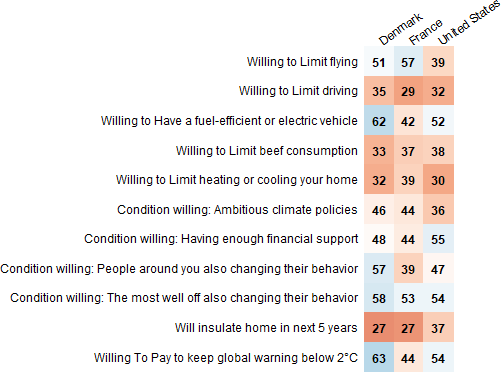 Denmark France United States
Willing to Limit flying 51 57 39
Willing to Limit driving 35 29 32
Willing to Have a fuel-efficient or electric vehicle 62 42 52
Willing to Limit beef consumption 33 37 38
Willing to Limit heating or cooling your home 32 39 30
Condition willing: Ambitious climate policies 46 44 36
Condition willing: Having enough financial support 48 44 55
Condition willing: People around you also changing their behavior 57 39 47
Condition willing: The most well off also changing their behavior 58 53 54
Will insulate home in next 5 years 27 27 37
Willing To Pay to keep global warning below 2°C 63 44 54